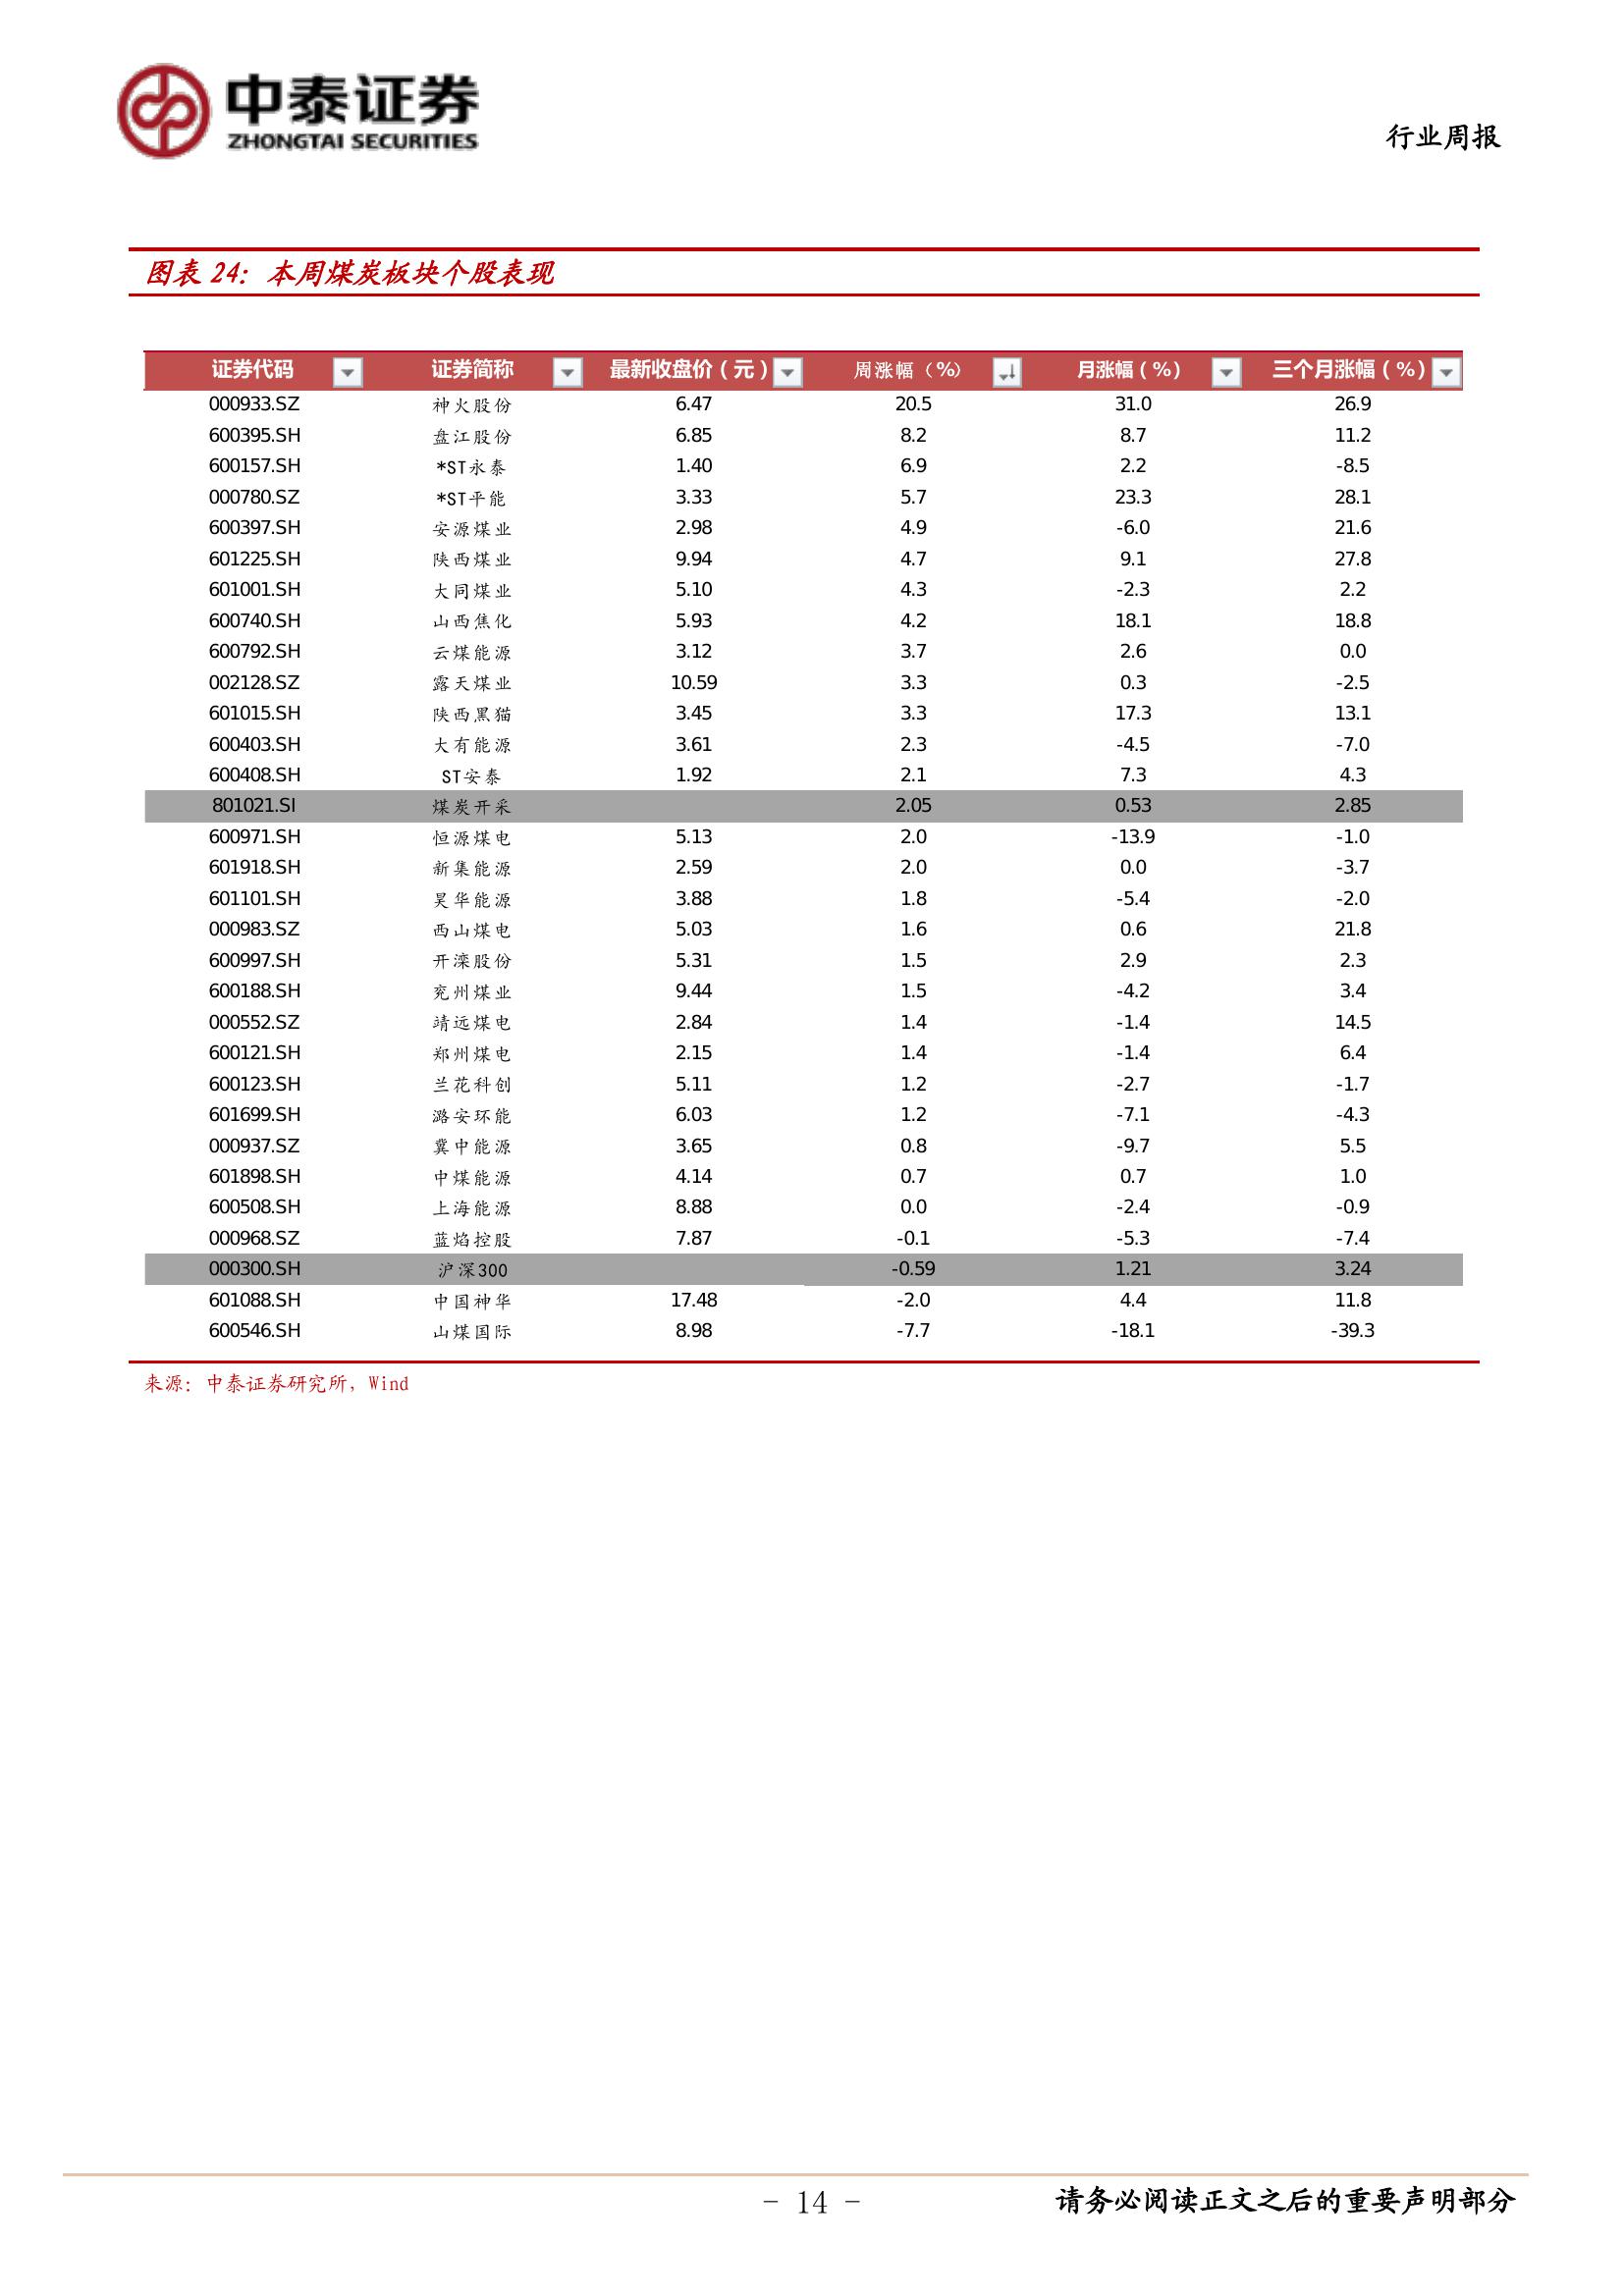 中泰证券
ZHONGTAI SECURITIES
行业周报
图表 24：本周煤炭板块个股表现
证券代码 证券简称 最新收盘价（元） 周涨幅（%） 月涨幅（%） 三个月涨幅（%）
000933.SZ 神火股份 6.47 20.5 31.0 26.9
600395.SH 盘江股份 6.85 8.2 8.7 11.2
600157.SH *ST永泰 1.40 6.9 2.2 -8.5
000780.SZ *ST平能 3.33 5.7 23.3 28.1
600397.SH 安源煤业 2.98 4.9 -6.0 21.6
601225.SH 陕西煤业 9.94 4.7 9.1 27.8
601001.SH 大同煤业 5.10 4.3 -2.3 2.2
600740.SH 山西焦化 5.93 4.2 18.1 18.8
600792.SH 云煤能源 3.12 3.7 2.6 0.0
002128.SZ 露天煤业 10.59 3.3 0.3 -2.5
601015.SH 陕西黑猫 3.45 3.3 17.3 13.1
600403.SH 大有能源 3.61 2.3 -4.5 -7.0
600408.SH ST安泰 1.92 2.1 7.3 4.3
801021.SI 煤炭开采 2.05 0.53 2.85
600971.SH 恒源煤电 5.13 2.0 -13.9 -1.0
601918.SH 新集能源 2.59 2.0 0.0 -3.7
601101.SH 昊华能源 3.88 1.8 -5.4 -2.0
000983.SZ 西山煤电 5.03 1.6 0.6 21.8
600997.SH 开滦股份 5.31 1.5 2.9 2.3
600188.SH 兖州煤业 9.44 1.5 -4.2 3.4
000552.SZ 靖远煤电 2.84 1.4 -1.4 14.5
600121.SH 郑州煤电 2.15 1.4 -1.4 6.4
600123.SH 兰花科创 5.11 1.2 -2.7 -1.7
601699.SH 潞安环能 6.03 1.2 -7.1 -4.3
000937.SZ 冀中能源 3.65 0.8 -9.7 5.5
601898.SH 中煤能源 4.14 0.7 0.7 1.0
600508.SH 上海能源 8.88 0.0 -2.4 -0.9
000968.SZ 蓝焰控股 7.87 -0.1 -5.3 -7.4
000300.SH 沪深300 -0.59 1.21 3.24
601088.SH 中国神华 17.48 -2.0 4.4 11.8
600546.SH 山煤国际 8.98 -7.7 -18.1 -39.3
来源：中泰证券研究所，Wind
- 14 - 请务必阅读正文之后的重要声明部分